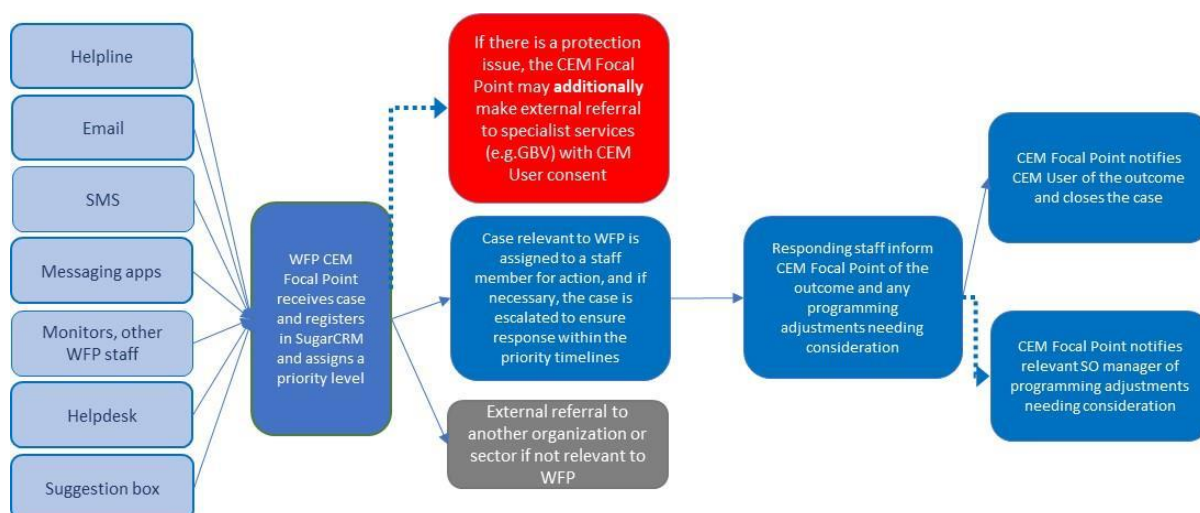 Helpline
Email
SMS
Messaging apps
Monitors, other
WFP staff
Helpdesk
Suggestion box
WFP CEM
Focal Point
receives case
and registers
in SugarCRM
and assigns a
priority level
If there is a protection
issue, the CEM Focal
Point may additionally
make external referral
to specialist services
(e.g.GBV) with CEM
User consent
Case relevant to WFP is
assigned to a staff
member for action, and if
necessary, the case is
escalated to ensure
response within the
priority timelines
External referral to
another organization or
sector if not relevant to
WFP
Responding staff inform
CEM Focal Point of the
outcome and any
programming
adjustments needing
consideration
CEM Focal Point notifies
CEM User of the outcome
and closes the case
CEM Focal Point notifies
relevant SO manager of
programming adjustments
needing consideration